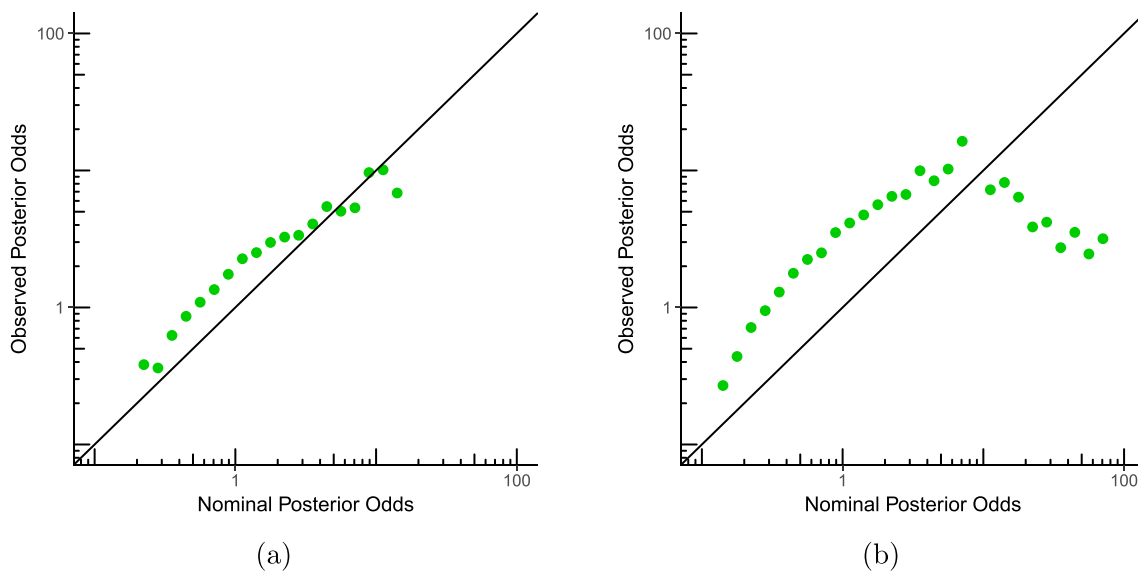 100
1
Observed Posterior Odds
1
100
Nominal Posterior Odds
(a)
100
1
Observed Posterior Odds
1
100
Nominal Posterior Odds
(b)